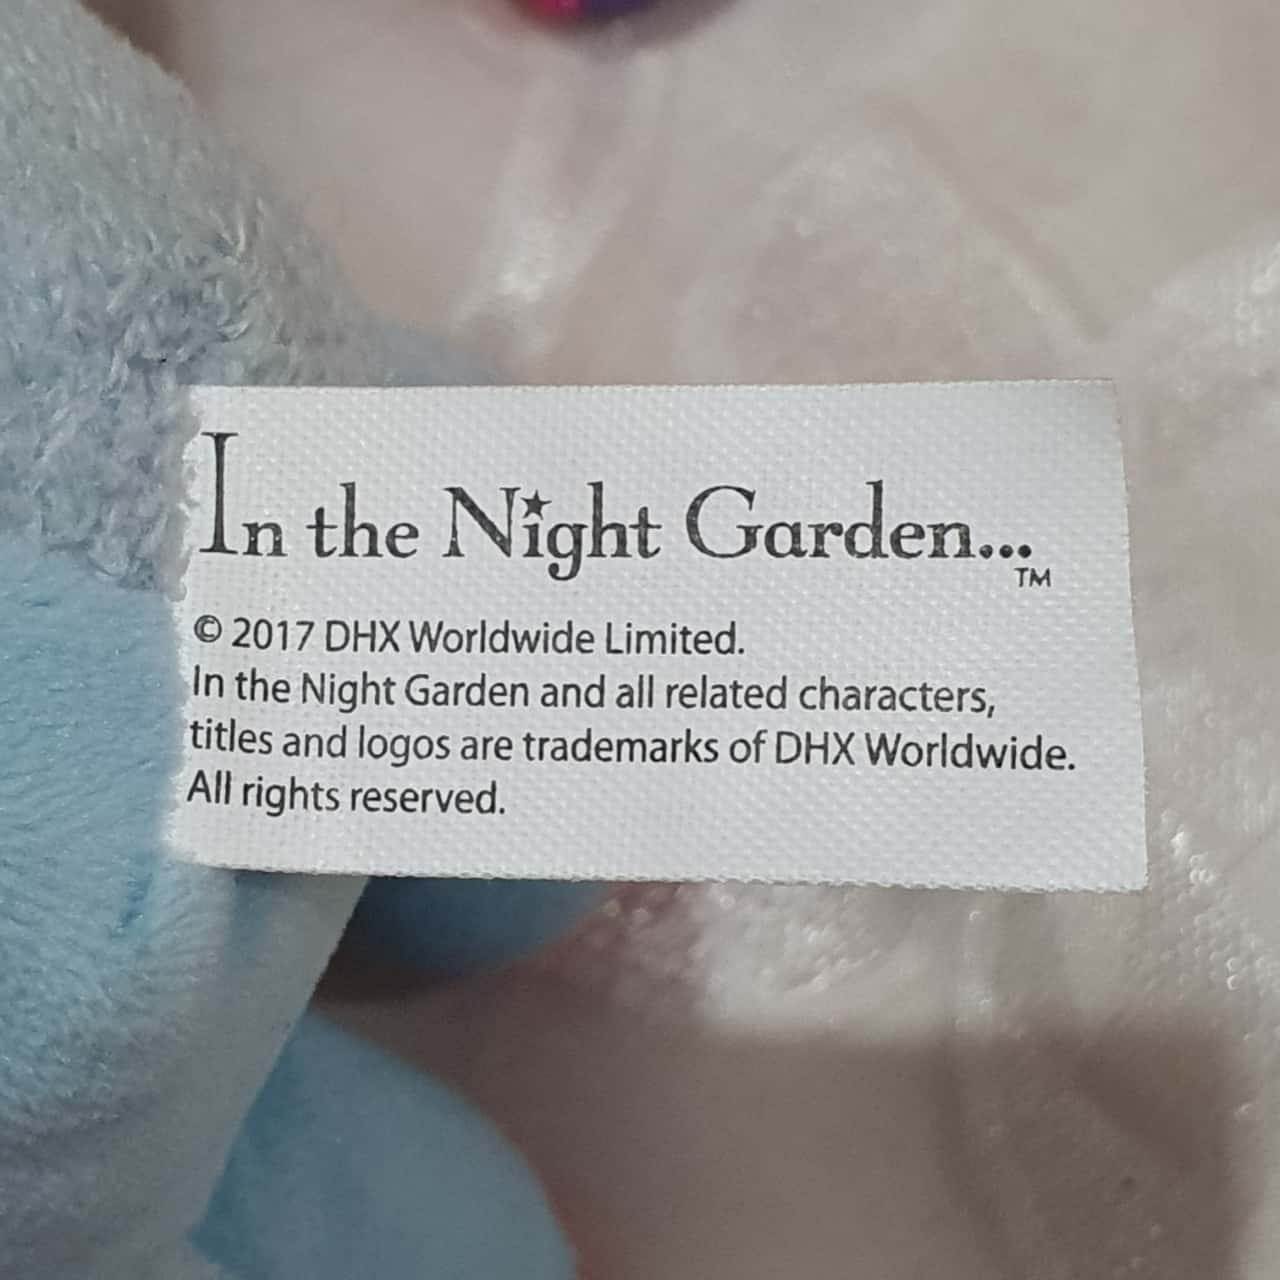 In the Night Garden...
TM
© 2017 DHX Worldwide Limited.
In the Night Garden and all related characters,
titles and logos are trademarks of DHX Worldwide.
All rights reserved.